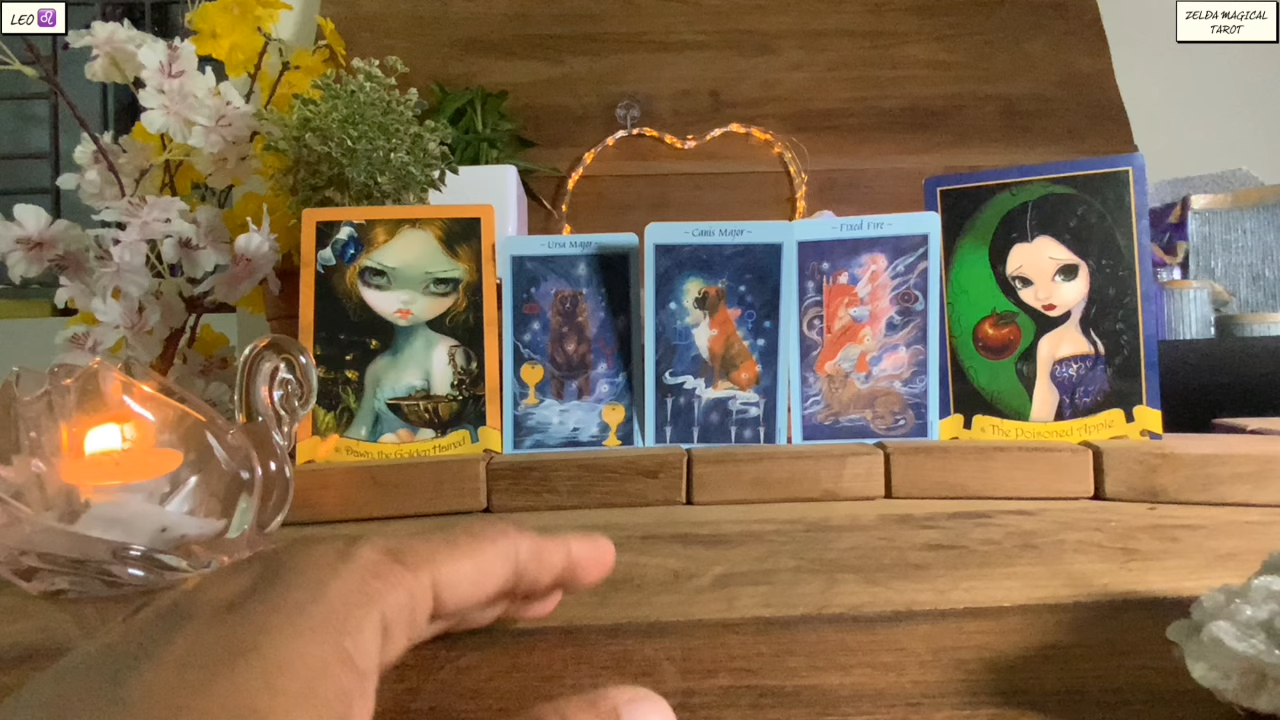 LEO ♌
ZELDA MAGICAL
TAROT
~ Ursa Major ~
~ Canis Major ~
~ Fixed Fire ~
Dawn, the Golden Haired
The Poisoned Apple